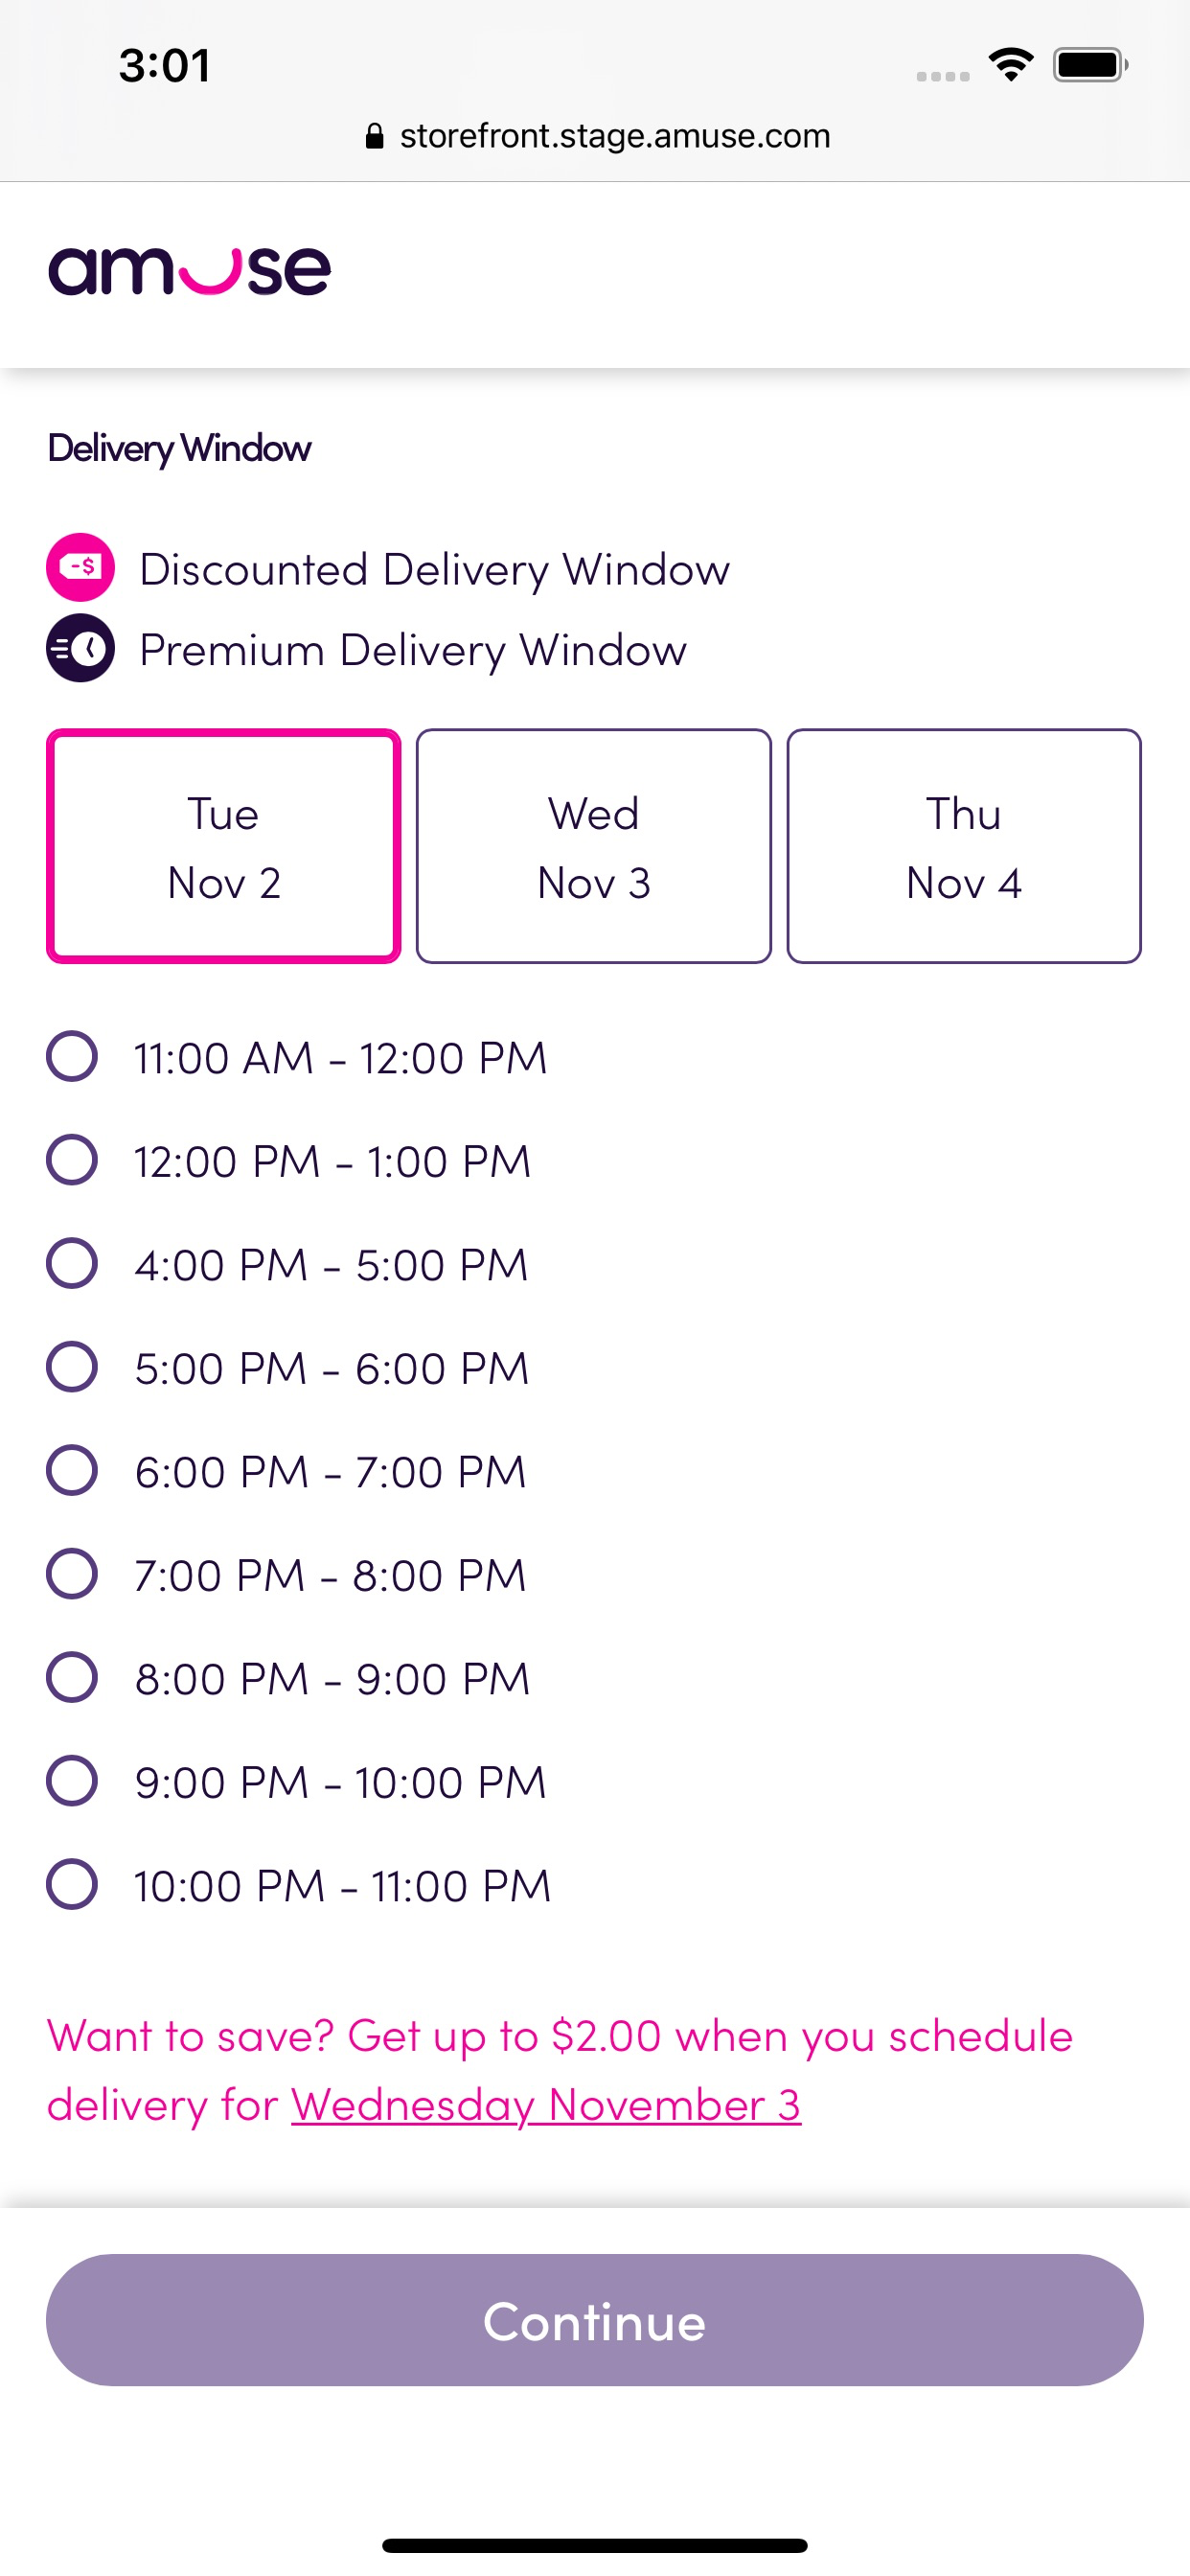 3:01
storefront.stage.amuse.com
amuse
Delivery Window
-$ Discounted Delivery Window
Premium Delivery Window
Tue
Nov 2
Wed
Nov 3
Thu
Nov 4
11:00 AM - 12:00 PM
12:00 PM - 1:00 PM
4:00 PM - 5:00 PM
5:00 PM - 6:00 PM
6:00 PM - 7:00 PM
7:00 PM - 8:00 PM
8:00 PM - 9:00 PM
9:00 PM - 10:00 PM
10:00 PM - 11:00 PM
Want to save? Get up to $2.00 when you schedule
delivery for Wednesday November 3
Continue